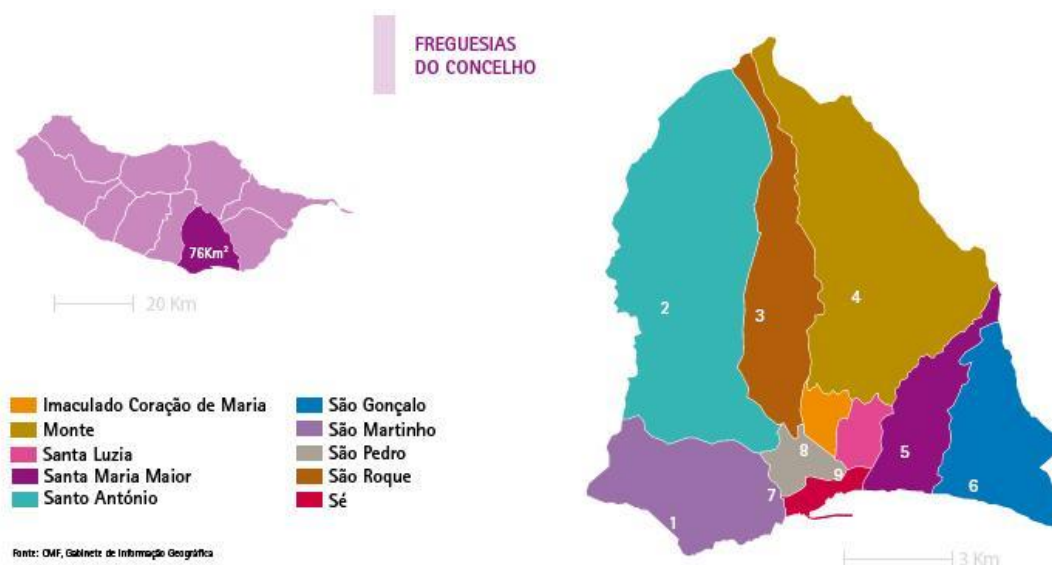 FREGUESIAS
DO CONCELHO
76Km²
20 Km
Imaculado Coração de Maria
Monte
Santa Luzia
Santa Maria Maior
Santo António
São Gonçalo
São Martinho
São Pedro
São Roque
Sé
Fonte: CMF, Gabinete de Informação Geográfica
2
3
4
8
5
9
7
6
1
3 Km